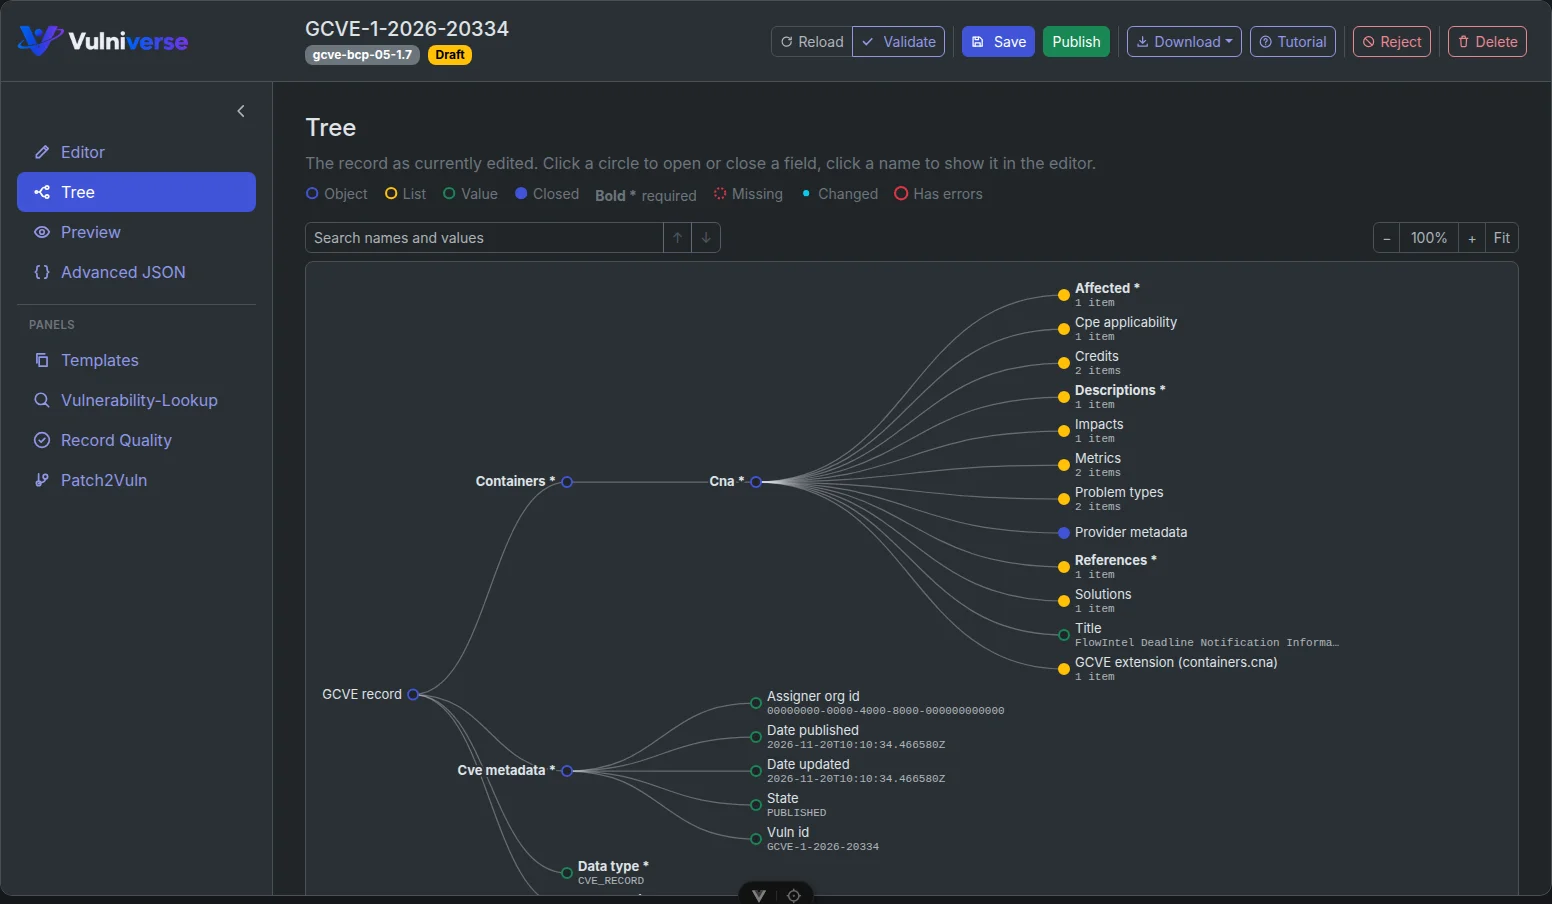 Vulniverse
GCVE-1-2026-20334
gcve-bcp-05-1.7 Draft
Reload Validate Save Publish Download Tutorial Reject Delete
Editor
Tree
Preview
Advanced JSON
PANELS
Templates
Vulnerability-Lookup
Record Quality
Patch2Vuln
Tree
The record as currently edited. Click a circle to open or close a field, click a name to show it in the editor.
Object List Value Closed Bold * required Missing Changed Has errors
Search names and values
− 100% + Fit
Affected *
1 item
Cpe applicability
1 item
Credits
2 items
Descriptions *
1 item
Impacts
1 item
Metrics
2 items
Containers *
Cna *
Problem types
2 items
Provider metadata
References *
1 item
Solutions
1 item
Title
FlowIntel Deadline Notification Informa…
GCVE extension (containers.cna)
1 item
GCVE record
Assigner org id
00000000-0000-4000-8000-000000000000
Date published
2026-11-20T10:10:34.466580Z
Cve metadata *
Date updated
2026-11-20T10:10:34.466580Z
State
PUBLISHED
Vuln id
GCVE-1-2026-20334
Data type *
CVE_RECORD